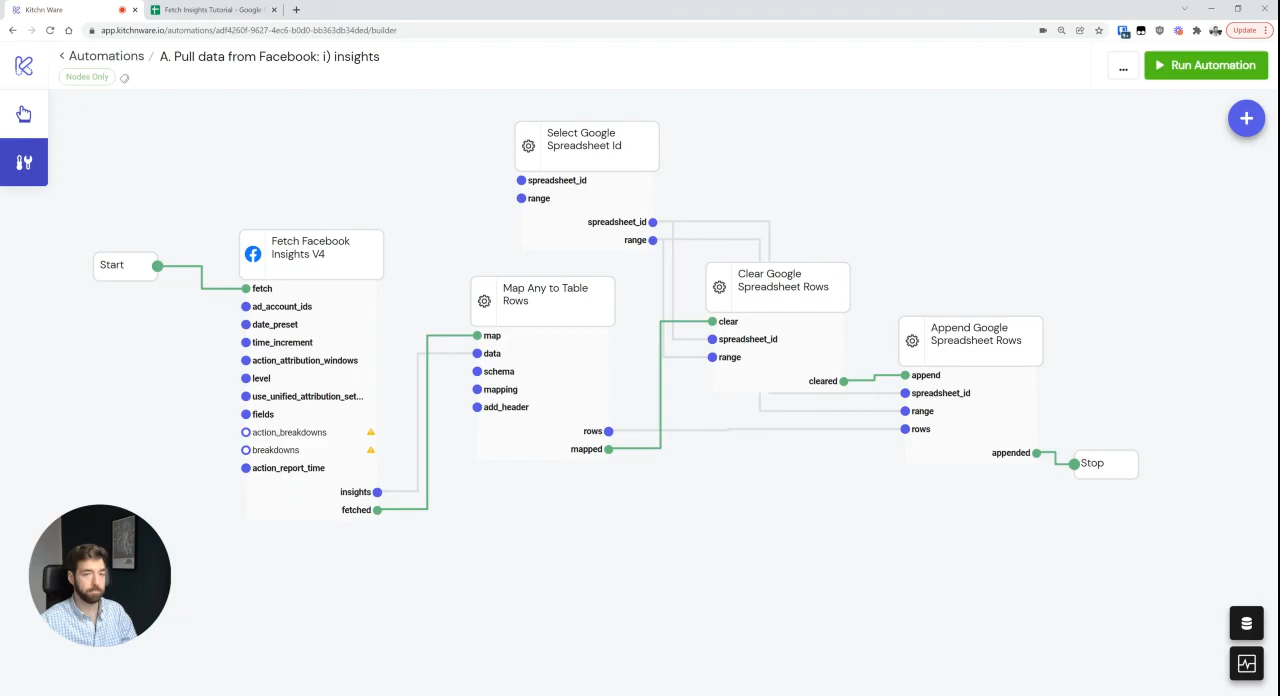 Kitchn Ware
Fetch Insights Tutorial - Google
app.kitchnware.io/automations/adf4260f-9627-4ec6-b0d0-bb363db34ded/builder
Update
Automations / A. Pull data from Facebook: i) insights
Nodes Only
...
Run Automation
Select Google
Spreadsheet Id
spreadsheet_id
range
spreadsheet_id
range
Start
Fetch Facebook
Insights V4
fetch
ad_account_ids
date_preset
time_increment
action_attribution_windows
level
use_unified_attribution_set...
fields
action_breakdowns
breakdowns
action_report_time
insights
fetched
Map Any to Table
Rows
map
data
schema
mapping
add_header
rows
mapped
Clear Google
Spreadsheet Rows
clear
spreadsheet_id
range
cleared
Append Google
Spreadsheet Rows
append
spreadsheet_id
range
rows
appended
Stop